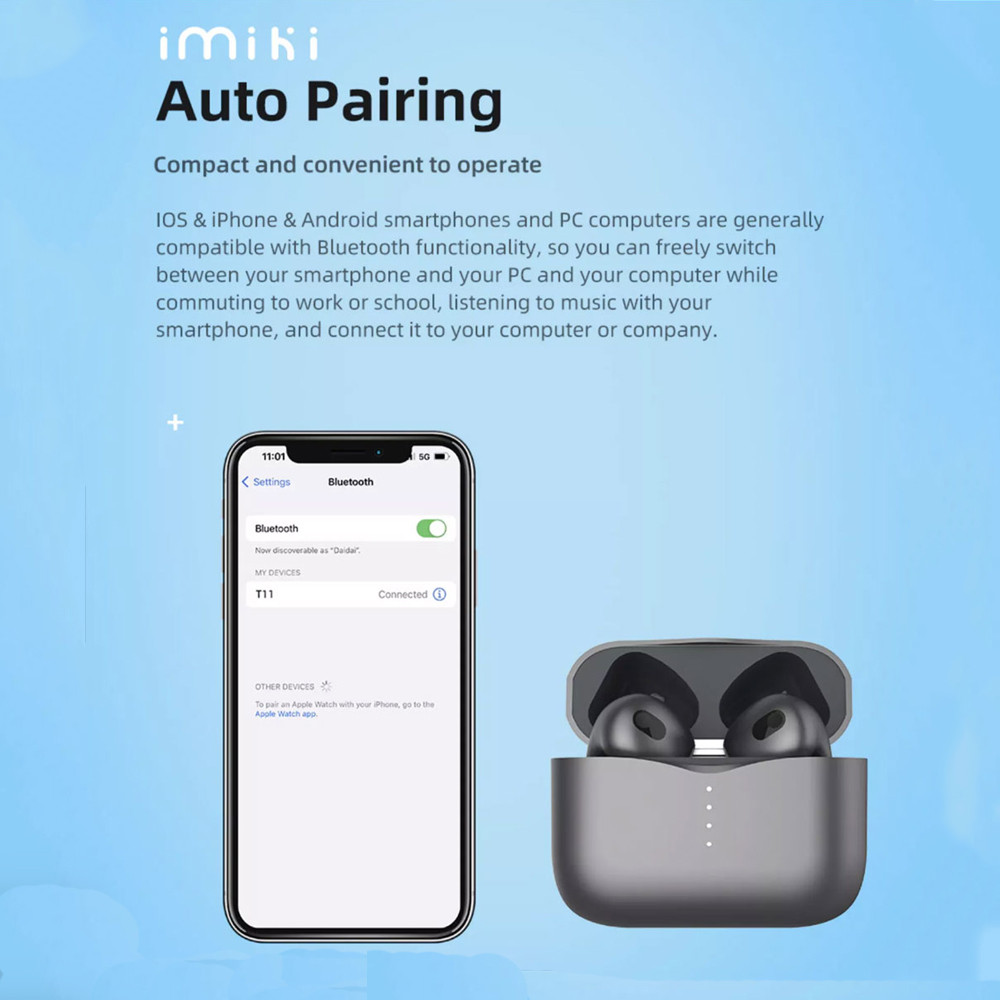 imiki
Auto Pairing
Compact and convenient to operate
IOS & iPhone & Android smartphones and PC computers are generally
compatible with Bluetooth functionality, so you can freely switch
between your smartphone and your PC and your computer while
commuting to work or school, listening to music with your
smartphone, and connect it to your computer or company.
11:01
5G
Settings
Bluetooth
Bluetooth
Now discoverable as "Daidai".
MY DEVICES
T11
Connected
OTHER DEVICES
To pair an Apple Watch with your iPhone, go to the
Apple Watch app.